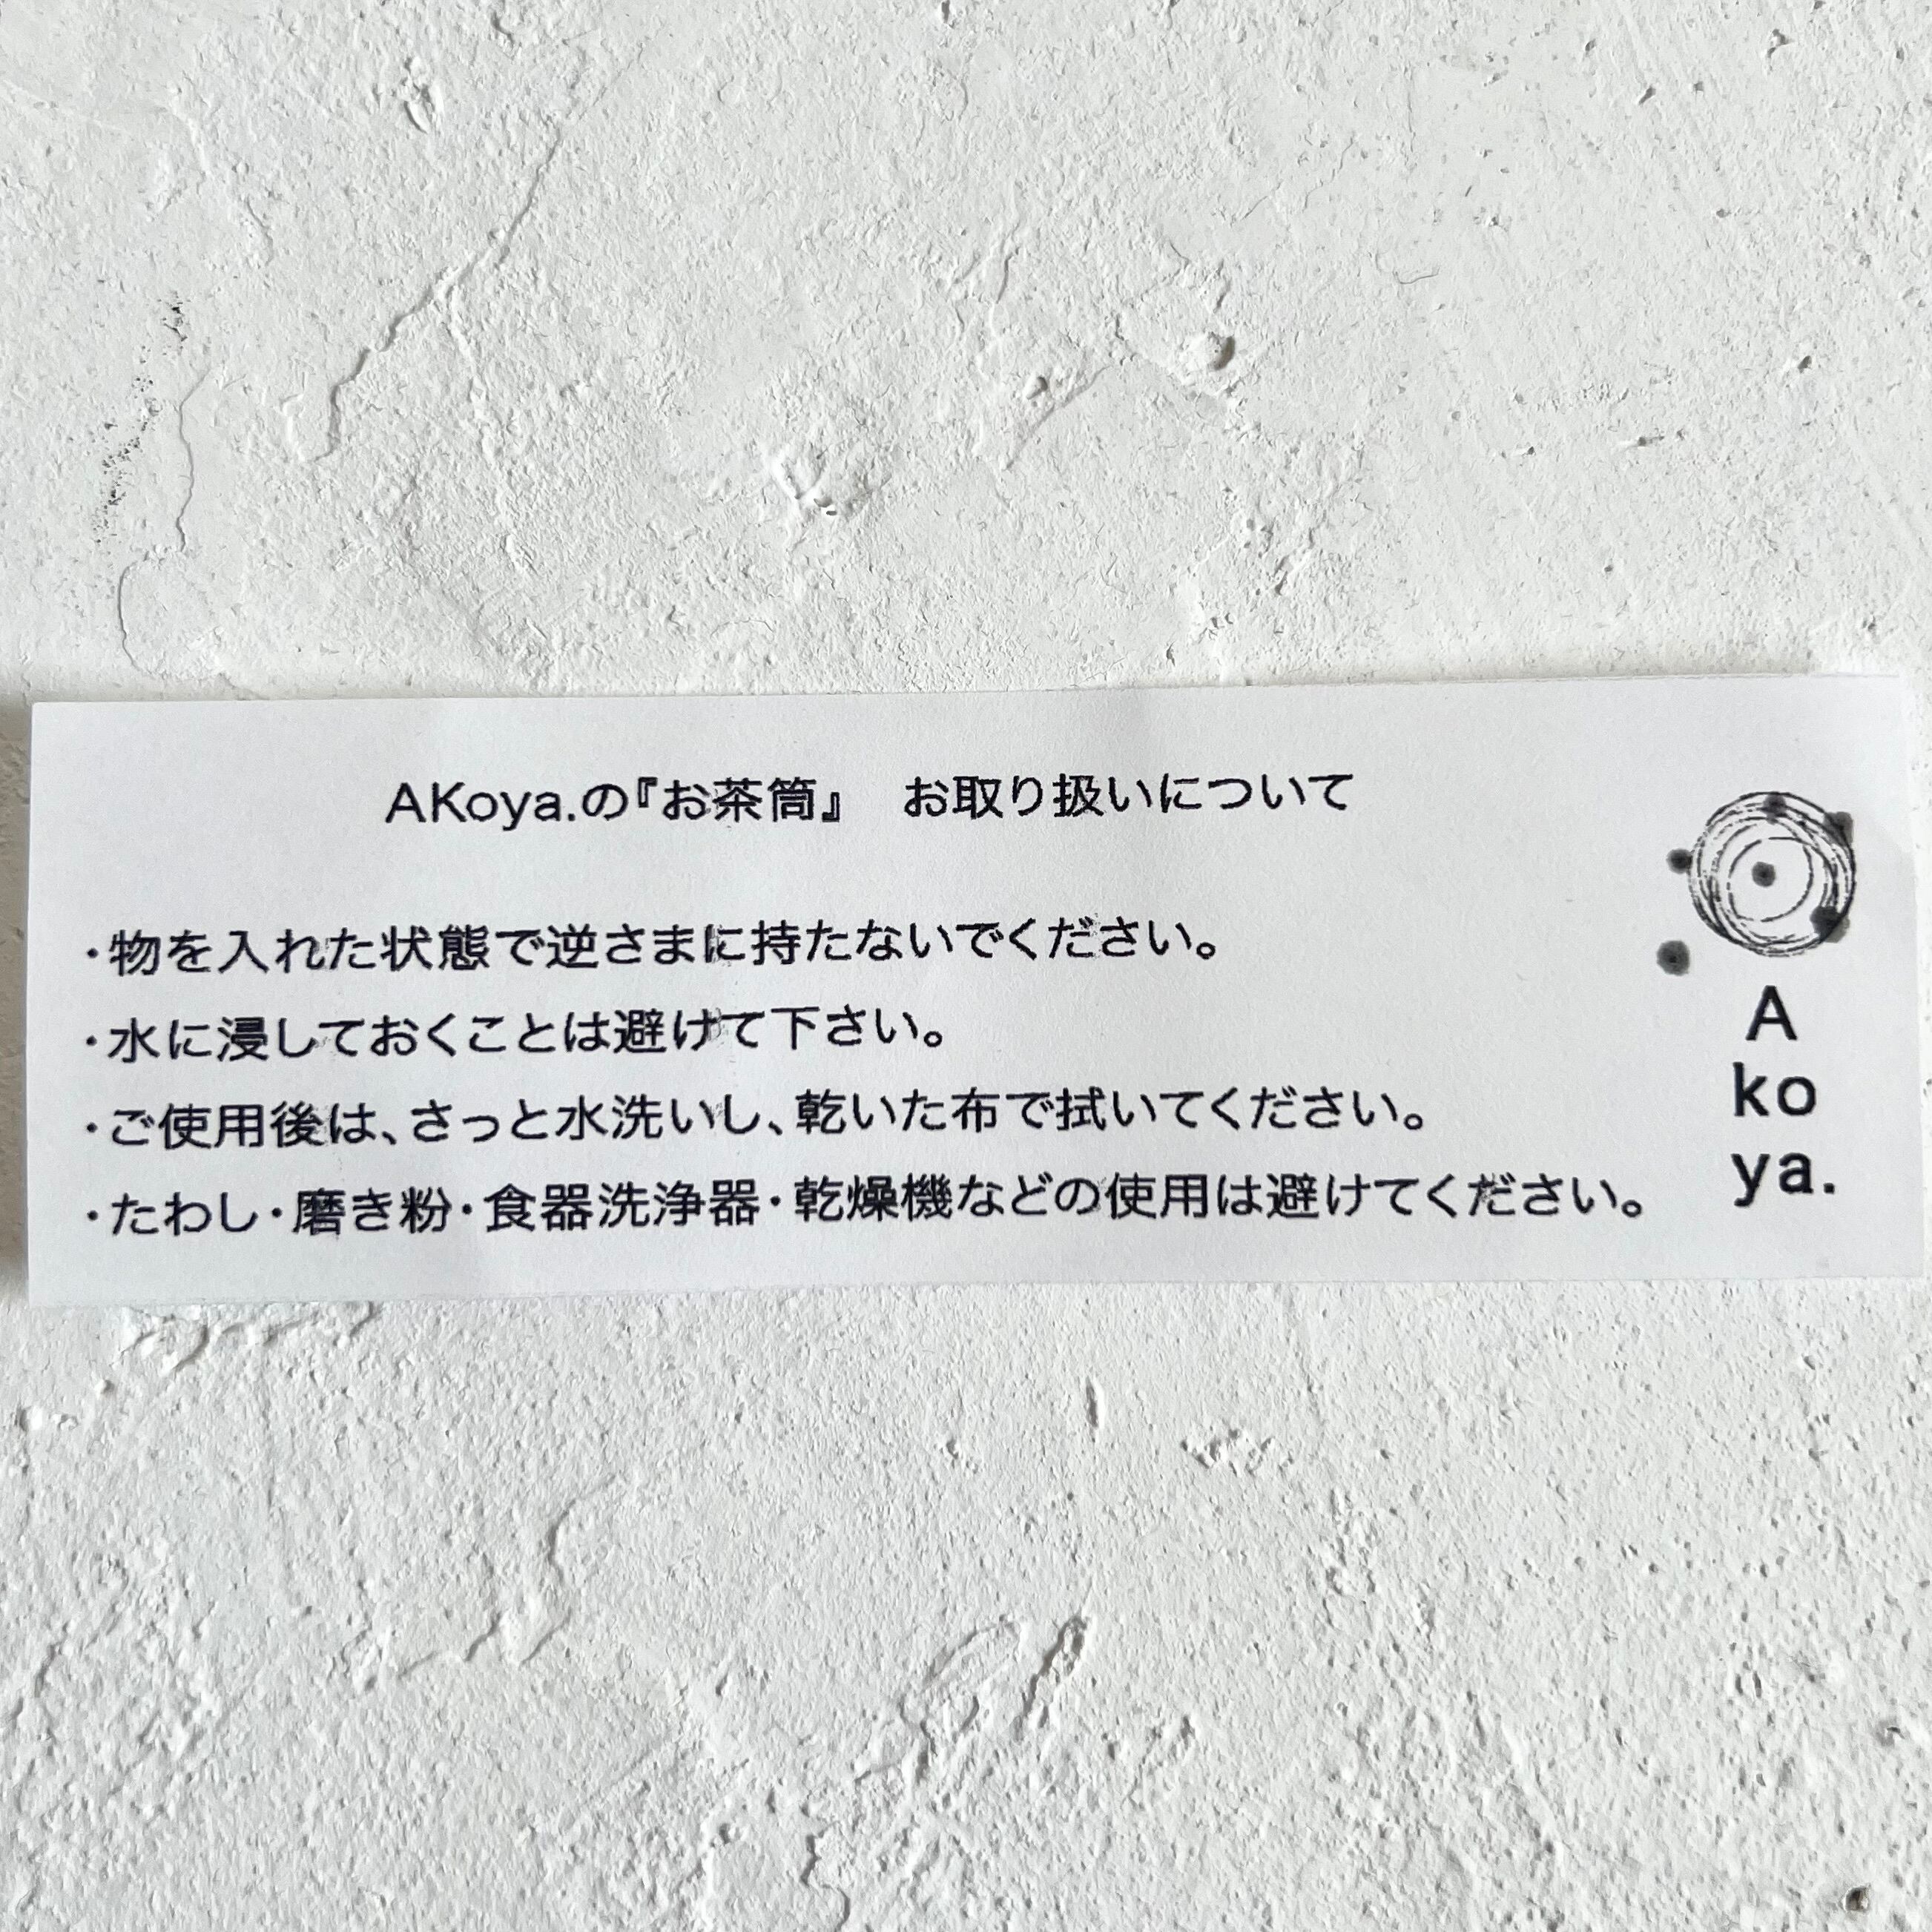 AKoya.の『お茶筒』　お取り扱いについて
・物を入れた状態で逆さまに持たないでください。
・水に浸しておくことは避けて下さい。
・ご使用後は、さっと水洗いし、乾いた布で拭いてください。
・たわし・磨き粉・食器洗浄器・乾燥機などの使用は避けてください。
A
ko
ya.